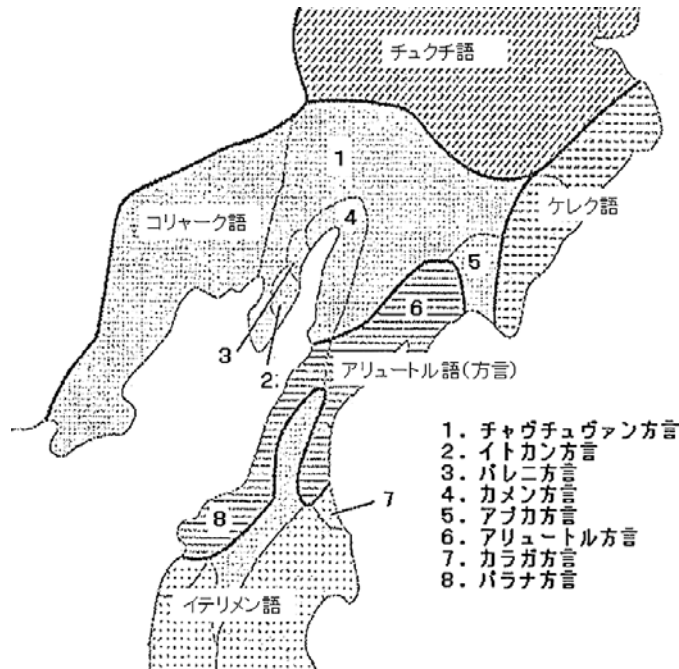 チュクチ語
1
ケレク語
4
コリャーク語
5
6
3
2
アリュートル語(方言)
7
8
イテリメン語
1. チャヴチュヴァン方言
2. イトカン方言
3. パレニ方言
4. カメン方言
5. アプカ方言
6. アリュートル方言
7. カラガ方言
8. パラナ方言